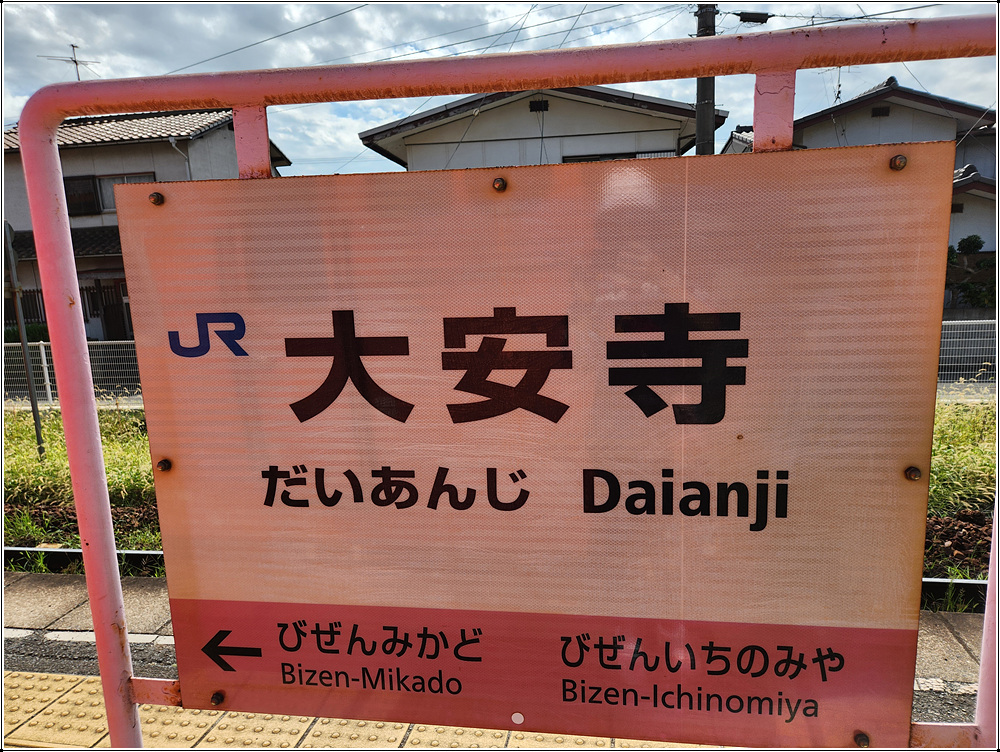 JR 大安寺
だいあんじ Daianji
← びぜんみかど びぜんいちのみや
Bizen-Mikado Bizen-Ichinomiya